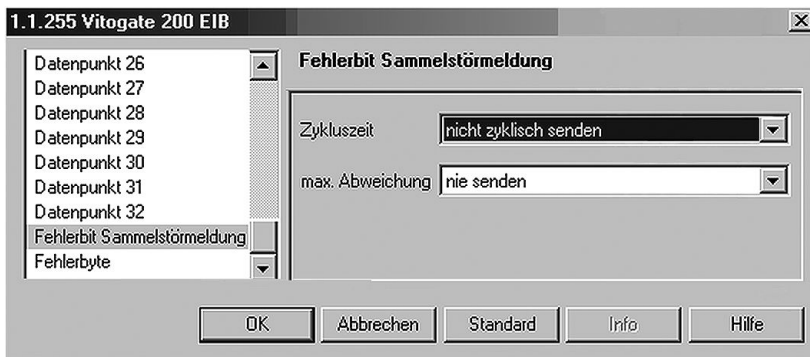 1.1.255 Vitogate 200 EIB
Datenpunkt 26
Datenpunkt 27
Datenpunkt 28
Datenpunkt 29
Datenpunkt 30
Datenpunkt 31
Datenpunkt 32
Fehlerbit Sammelstörmeldung
Fehlerbyte
Fehlerbit Sammelstörmeldung
Zykluszeit nicht zyklisch senden
max. Abweichung nie senden
OK Abbrechen Standard Info Hilfe